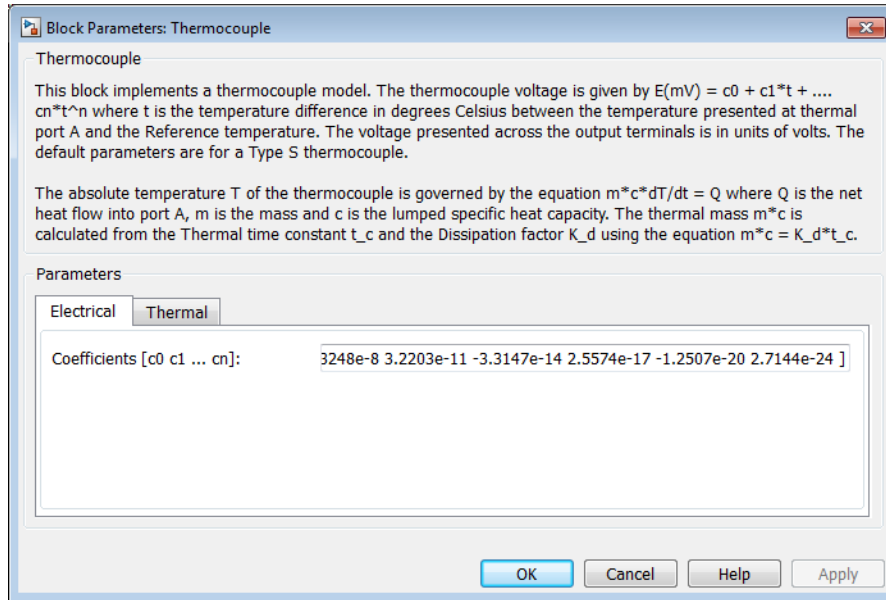 Block Parameters: Thermocouple
Thermocouple
This block implements a thermocouple model. The thermocouple voltage is given by E(mV) = c0 + c1*t + ....
cn*t^n where t is the temperature difference in degrees Celsius between the temperature presented at thermal
port A and the Reference temperature. The voltage presented across the output terminals is in units of volts. The
default parameters are for a Type S thermocouple.
The absolute temperature T of the thermocouple is governed by the equation m*c*dT/dt = Q where Q is the net
heat flow into port A, m is the mass and c is the lumped specific heat capacity. The thermal mass m*c is
calculated from the Thermal time constant t_c and the Dissipation factor K_d using the equation m*c = K_d*t_c.
Parameters
Electrical Thermal
Coefficients [c0 c1 ... cn]: 3248e-8 3.2203e-11 -3.3147e-14 2.5574e-17 -1.2507e-20 2.7144e-24 ]
OK Cancel Help Apply